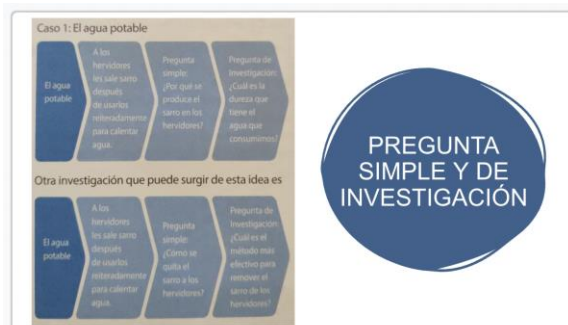 Caso 1: El agua potable
El agua
potable
A los
hervidores
les sale sarro
después
de usarlos
reiteradamente
para calentar
agua.
Pregunta
simple:
¿Por qué se
produce el
sarro en los
hervidores?
Pregunta de
Investigación:
¿Cuál es la
dureza que
tiene el
agua que
consumimos?
Otra investigación que puede surgir de esta idea es
El agua
potable
A los
hervidores
les sale sarro
después
de usarlos
reiteradamente
para calentar
agua.
Pregunta
simple:
¿Cómo se
quita el
sarro a los
hervidores?
Pregunta de
Investigación:
¿Cuál es el
método más
efectivo para
remover el
sarro de los
hervidores?
PREGUNTA
SIMPLE Y DE
INVESTIGACIÓN